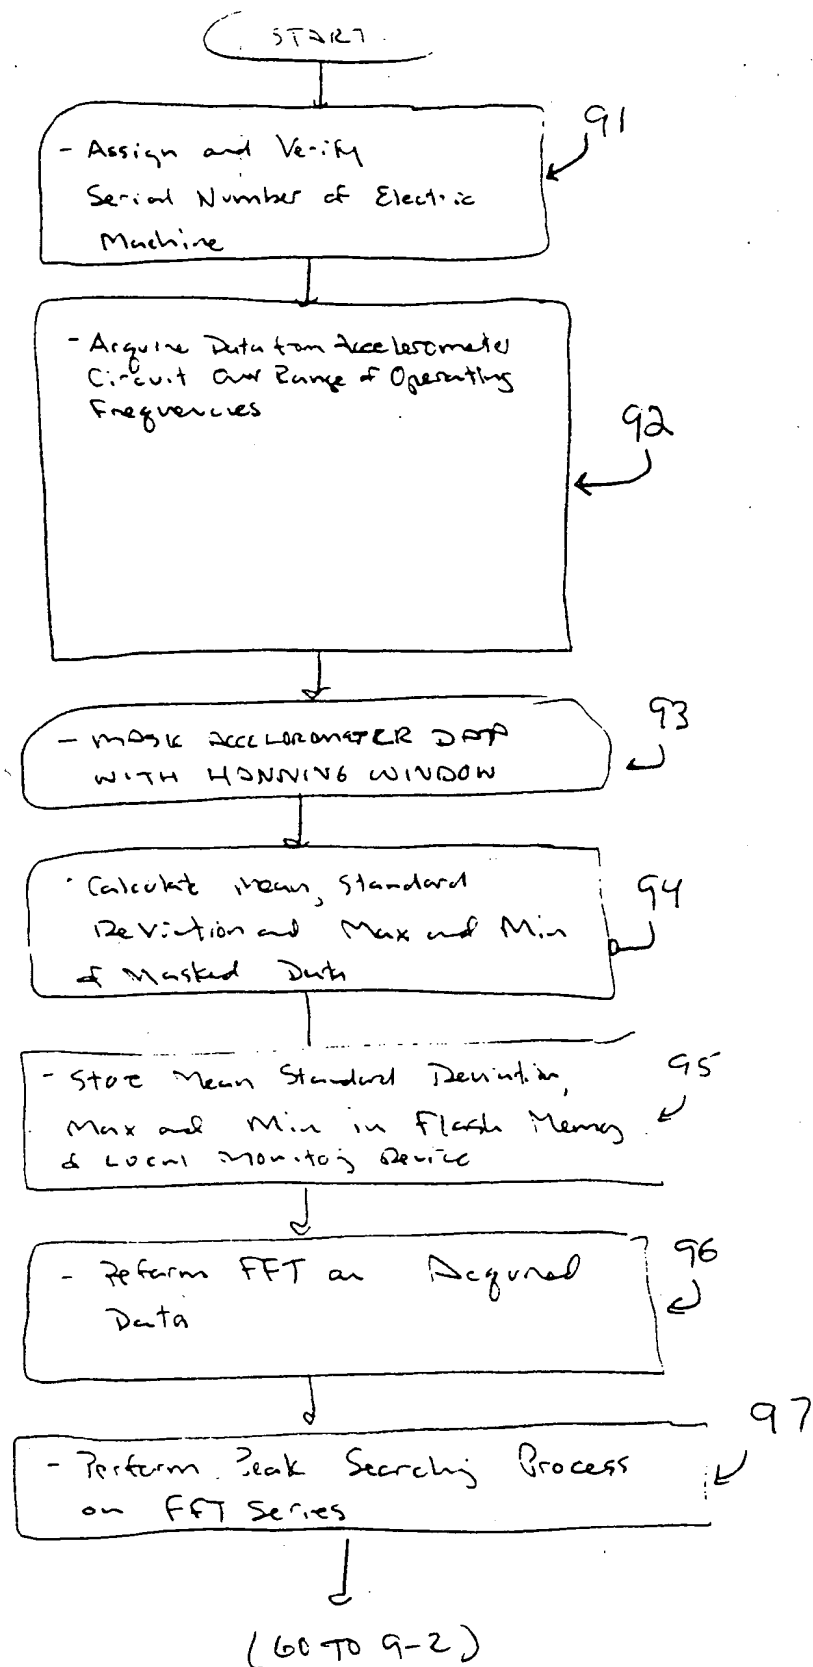 START
91
- Assign and Verify
Serial Number of Electric
Machine
- Acquire Data from Accelerometer
Circuit Over Range of Operating
Frequencies
92
93
- MASK ACCELOROMETER DATA
WITH HANNING WINDOW
94
- Calculate Mean, Standard
Deviation and Max and Min
of Masked Data
95
- Store Mean Standard Deviation,
Max and Min in Flash Memory
of Local Monitoring Device
96
- Perform FFT on Acquired
Data
97
- Perform Peak Searching Process
on FFT Series
(GO TO 9-2)